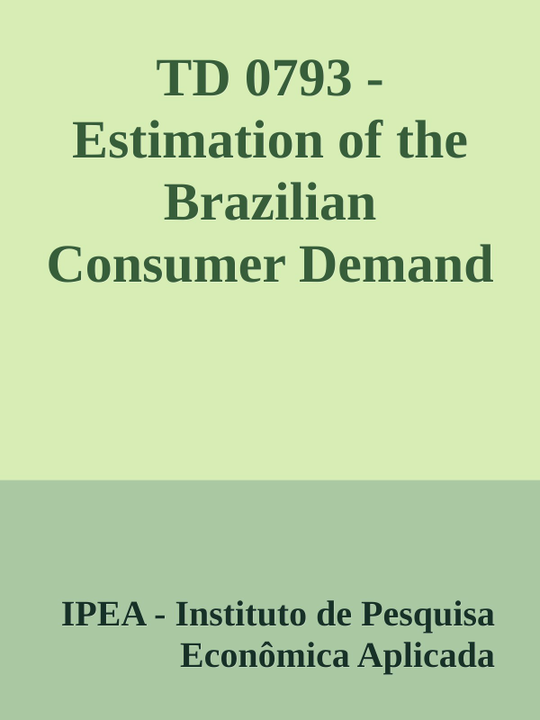 TD 0793 -
Estimation of the
Brazilian
Consumer Demand
IPEA - Instituto de Pesquisa
Econômica Aplicada